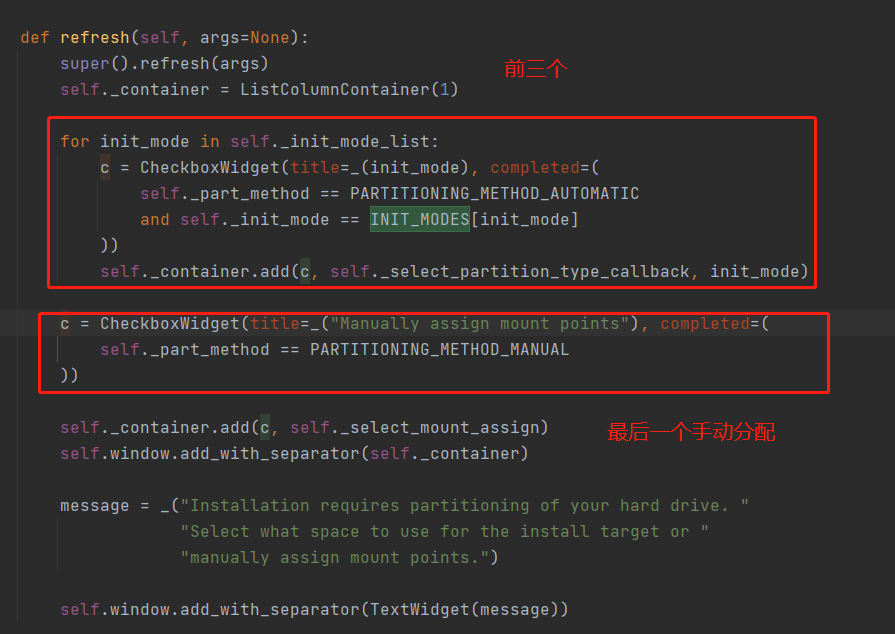 def refresh(self, args=None):
super().refresh(args)
前三个
self._container = ListColumnContainer(1)
for init_mode in self._init_mode_list:
c = CheckboxWidget(title=_(init_mode), completed=(
self._part_method == PARTITIONING_METHOD_AUTOMATIC
and self._init_mode == INIT_MODES[init_mode]
))
self._container.add(c, self._select_partition_type_callback, init_mode)
c = CheckboxWidget(title=_("Manually assign mount points"), completed=(
self._part_method == PARTITIONING_METHOD_MANUAL
))
self._container.add(c, self._select_mount_assign)
最后一个手动分配
self.window.add_with_separator(self._container)
message = _("Installation requires partitioning of your hard drive. "
"Select what space to use for the install target or "
"manually assign mount points.")
self.window.add_with_separator(TextWidget(message))